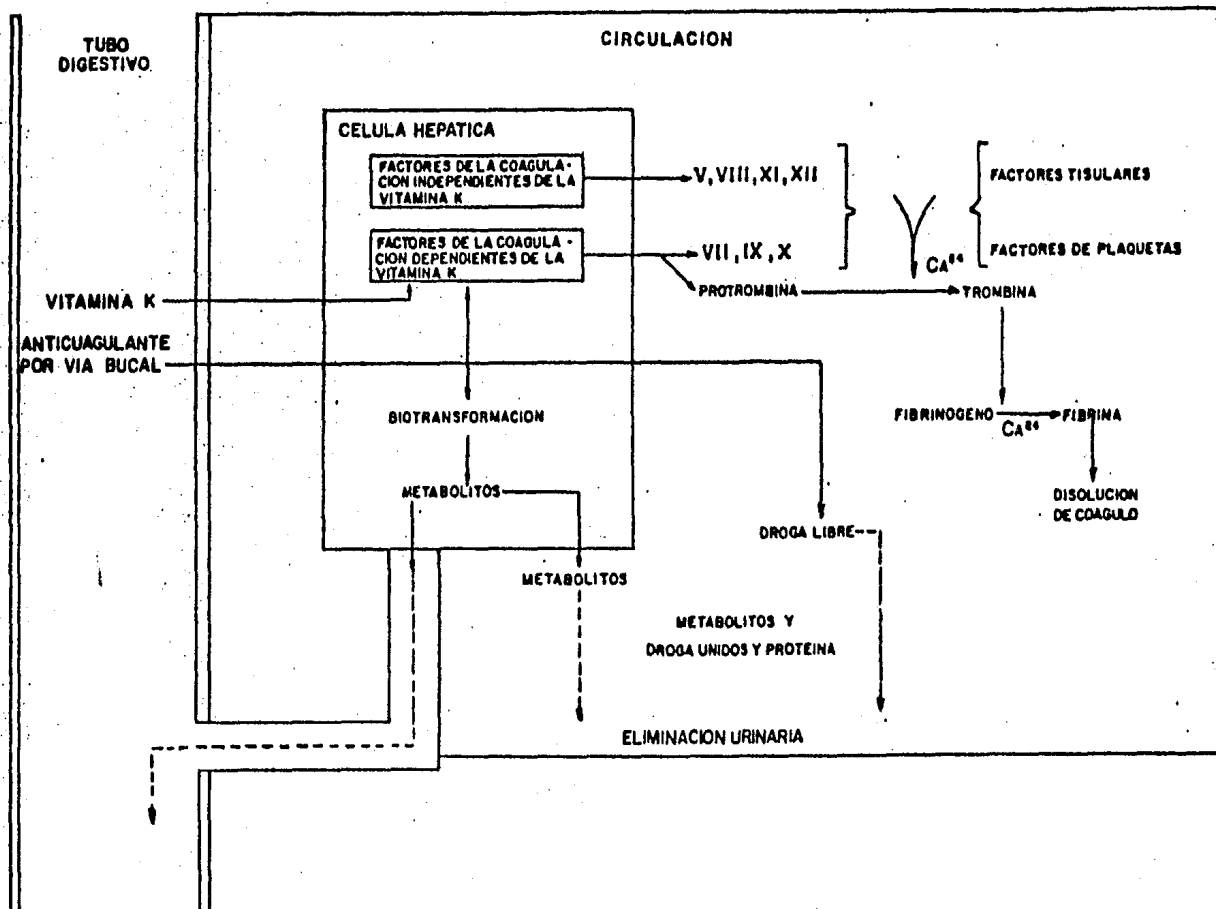 TUBO
DIGESTIVO
CIRCULACION
CELULA HEPATICA
FACTORES DE LA COAGULA-
CION INDEPENDIENTES DE LA
VITAMINA K
V, VIII, XI, XII
FACTORES TISULARES
FACTORES DE LA COAGULA-
CION DEPENDIENTES DE LA
VITAMINA K
VII, IX, X
FACTORES DE PLAQUETAS
CA
VITAMINA K
PROTROMBINA
TROMBINA
ANTICUAGULANTE
POR VIA BUCAL
BIOTRANSFORMACION
FIBRINOGENO
CA
FIBRINA
METABOLITOS
DISOLUCION
DE COAGULO
DROGA LIBRE
METABOLITOS
METABOLITOS Y
DROGA UNIDOS Y PROTEINA
ELIMINACION URINARIA